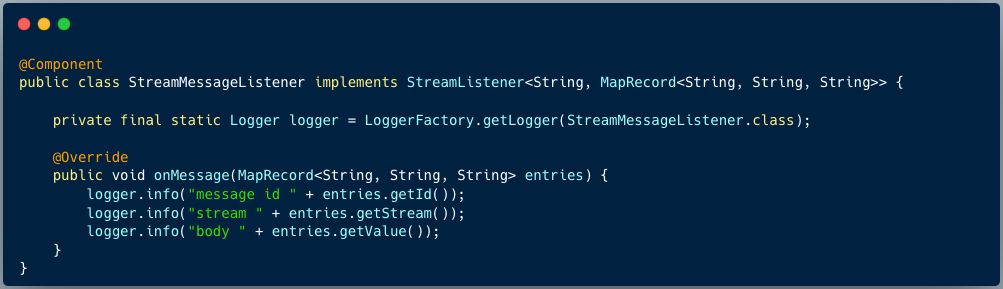 @Component
public class StreamMessageListener implements StreamListener<String, MapRecord<String, String, String>> {
private final static Logger logger = LoggerFactory.getLogger(StreamMessageListener.class);
@Override
public void onMessage(MapRecord<String, String, String> entries) {
logger.info("message id " + entries.getId());
logger.info("stream " + entries.getStream());
logger.info("body " + entries.getValue());
}
}